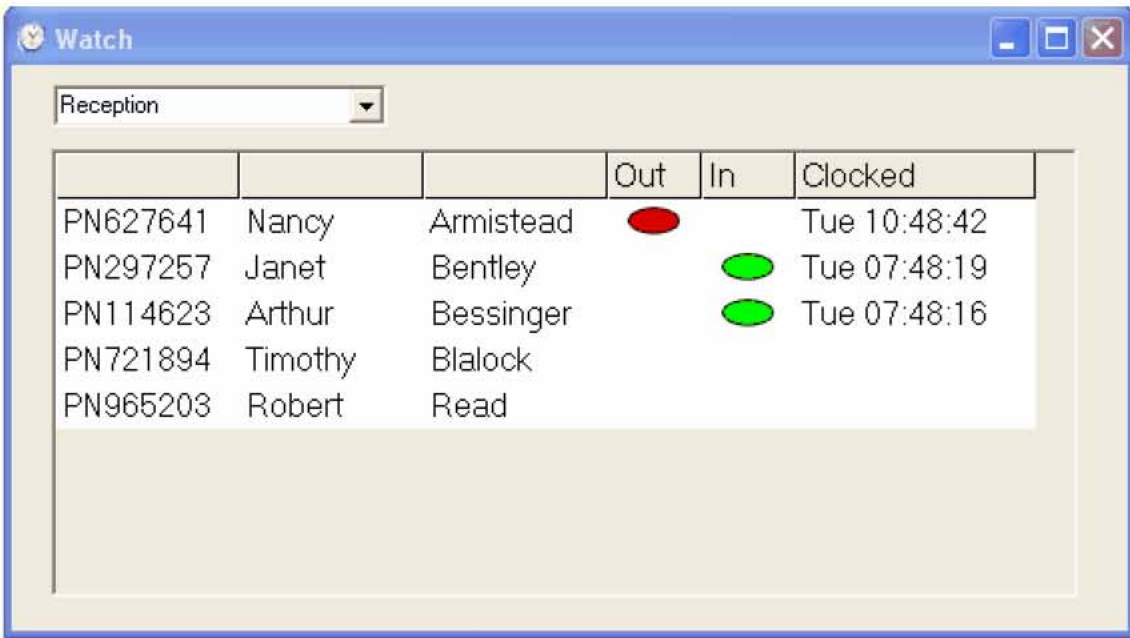 Watch
Reception
Out In Clocked
PN627641 Nancy Armistead Tue 10:48:42
PN297257 Janet Bentley Tue 07:48:19
PN114623 Arthur Bessinger Tue 07:48:16
PN721894 Timothy Blalock
PN965203 Robert Read